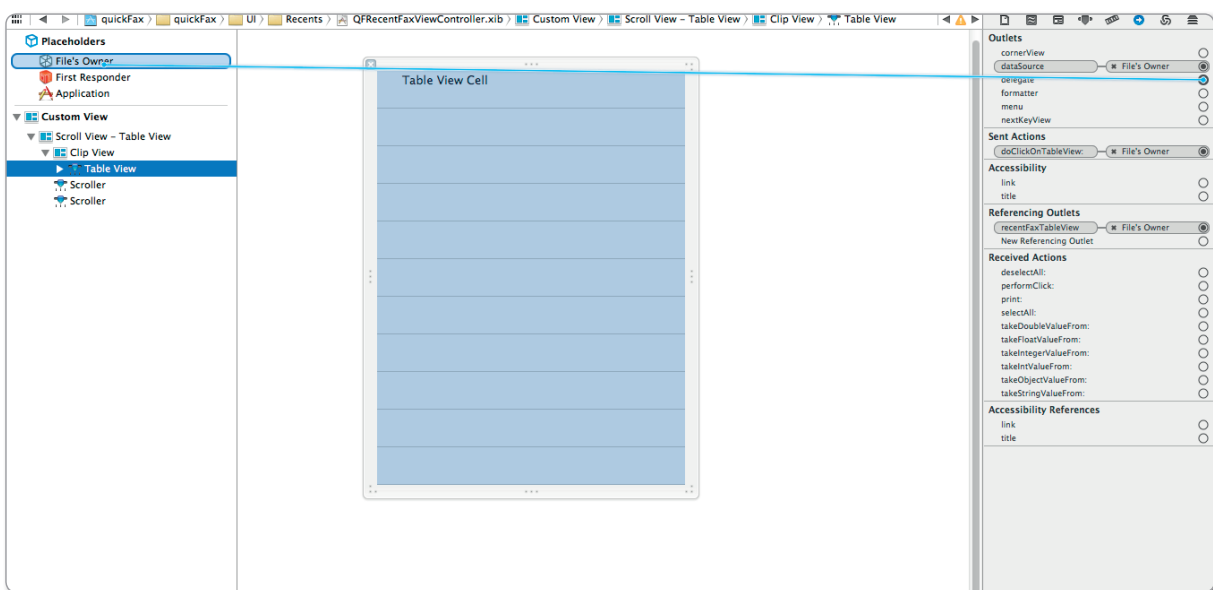 quickFax 〉 quickFax 〉 UI 〉 Recents 〉 QFRecentFaxViewController.xib 〉 Custom View 〉 Scroll View – Table View 〉 Clip View 〉 Table View
Placeholders
File's Owner
First Responder
Application
Custom View
Scroll View – Table View
Clip View
Table View
Scroller
Scroller
Table View Cell
Outlets
cornerView
dataSource File's Owner
delegate
formatter
menu
nextKeyView
Sent Actions
doClickOnTableView: File's Owner
Accessibility
link
title
Referencing Outlets
recentFaxTableView File's Owner
New Referencing Outlet
Received Actions
deselectAll:
performClick:
print:
selectAll:
takeDoubleValueFrom:
takeFloatValueFrom:
takeIntegerValueFrom:
takeIntValueFrom:
takeObjectValueFrom:
takeStringValueFrom:
Accessibility References
link
title